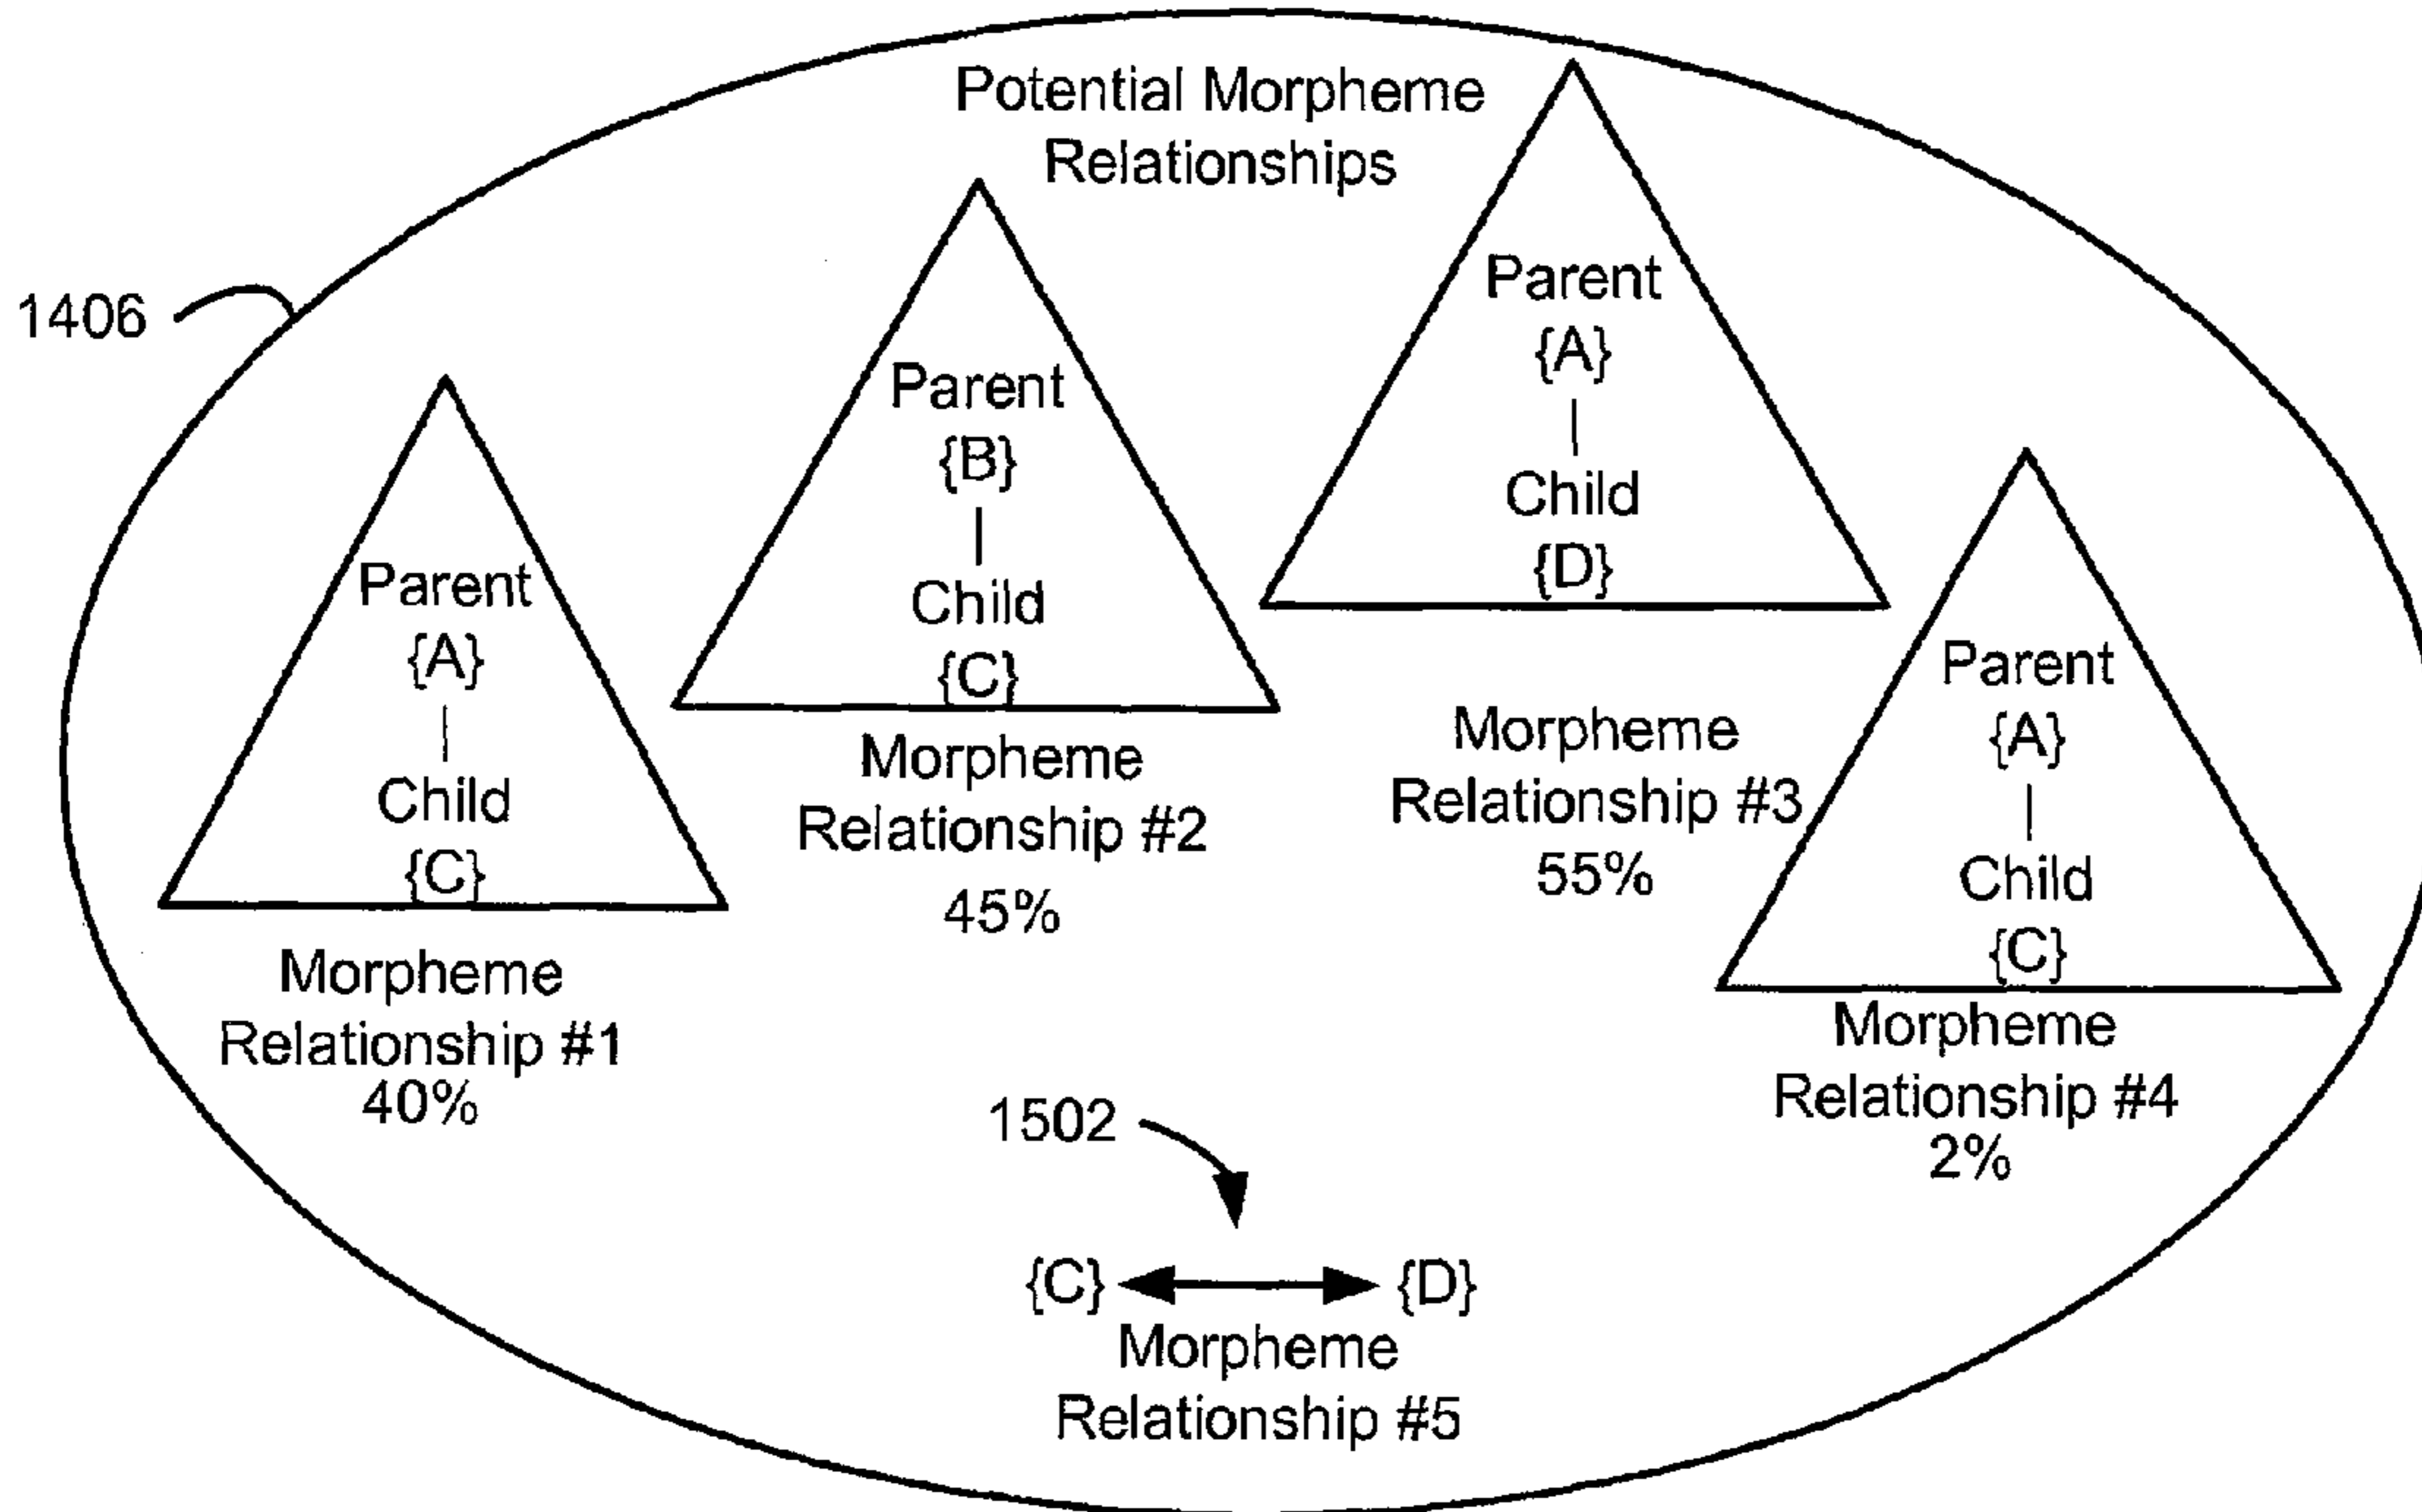 Potential Morpheme
Relationships
1406
Parent
{A}
|
Child
{C}
Morpheme
Relationship #1
40%
Parent
{B}
|
Child
{C}
Morpheme
Relationship #2
45%
Parent
{A}
|
Child
{D}
Morpheme
Relationship #3
55%
Parent
{A}
|
Child
{C}
Morpheme
Relationship #4
2%
1502
{C} {D}
Morpheme
Relationship #5